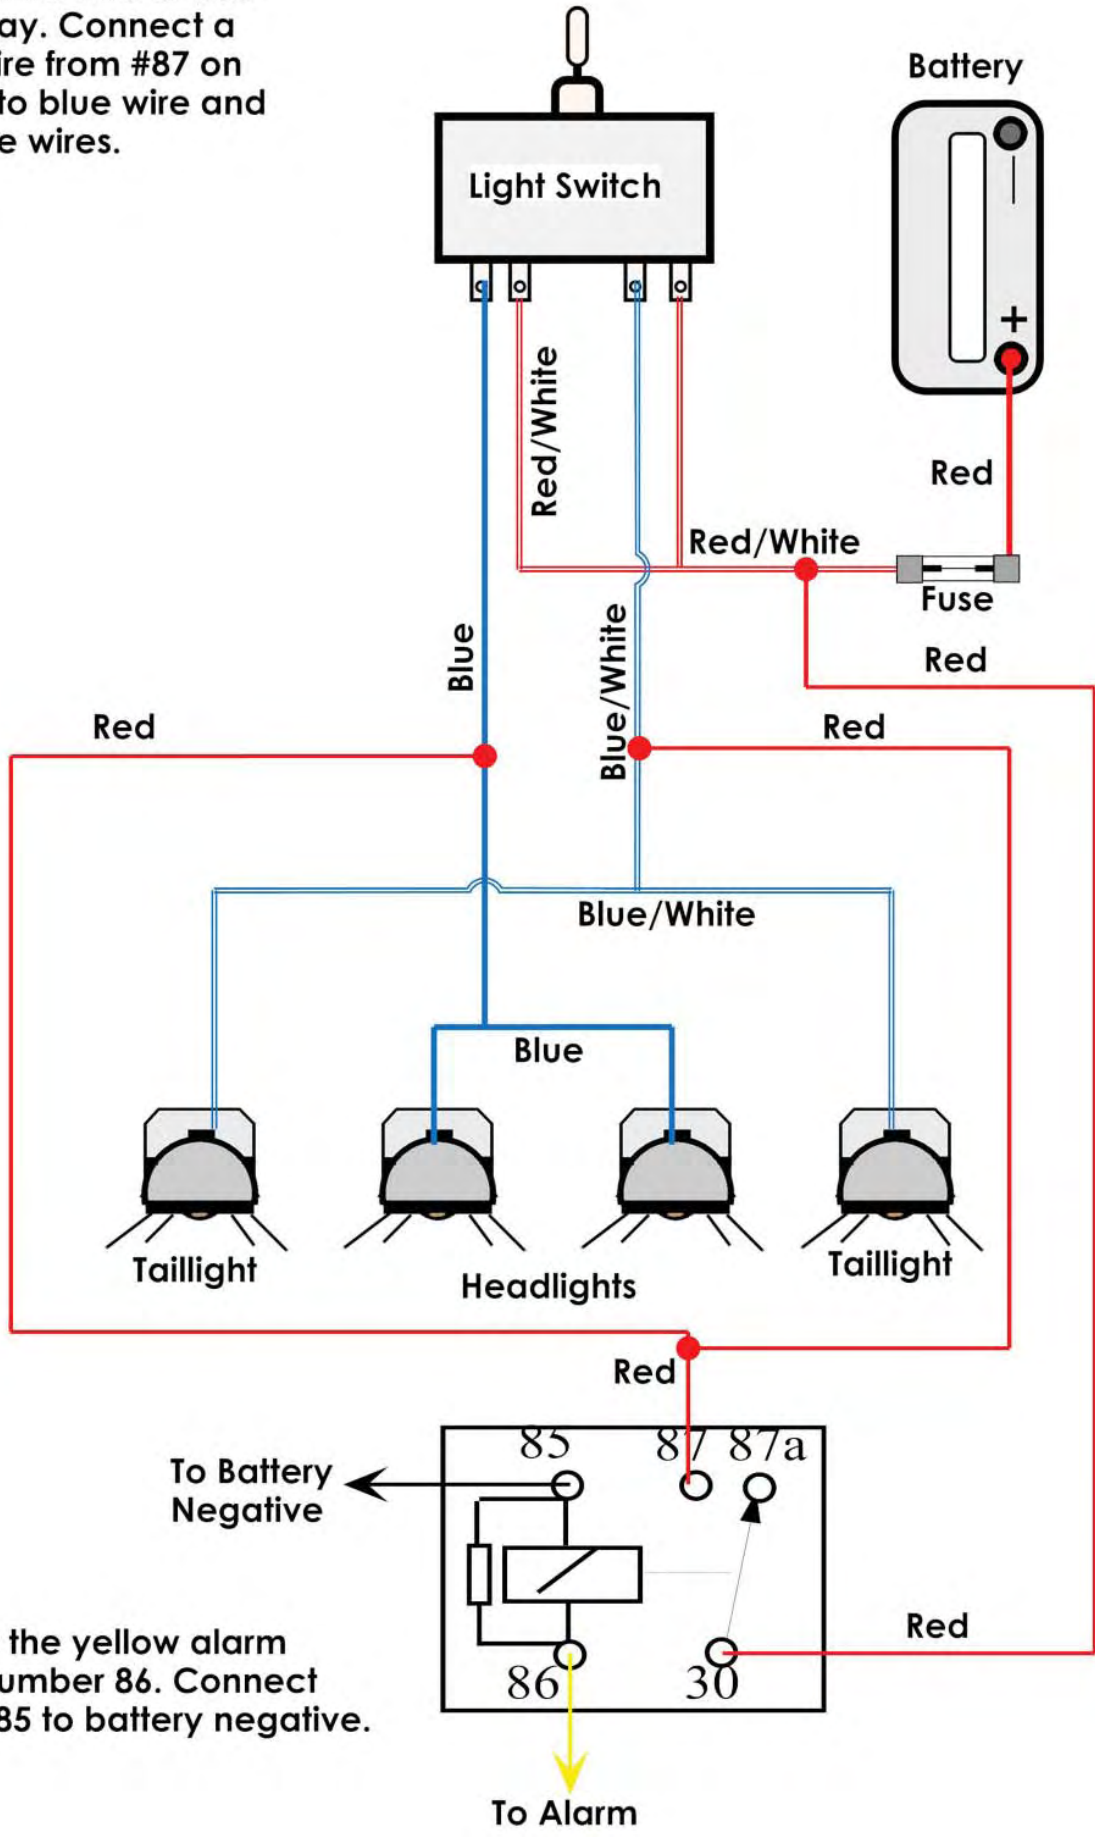 ay. Connect a
ire from #87 on
to blue wire and
e wires.
Battery
Light Switch
+
Red/White
Red
Red/White
Fuse
Blue
Blue/White
Red
Red
Red
Blue/White
Blue
Taillight
Headlights
Taillight
Red
85
87
87a
To Battery
Negative
the yellow alarm
umber 86. Connect
85 to battery negative.
86
30
Red
To Alarm